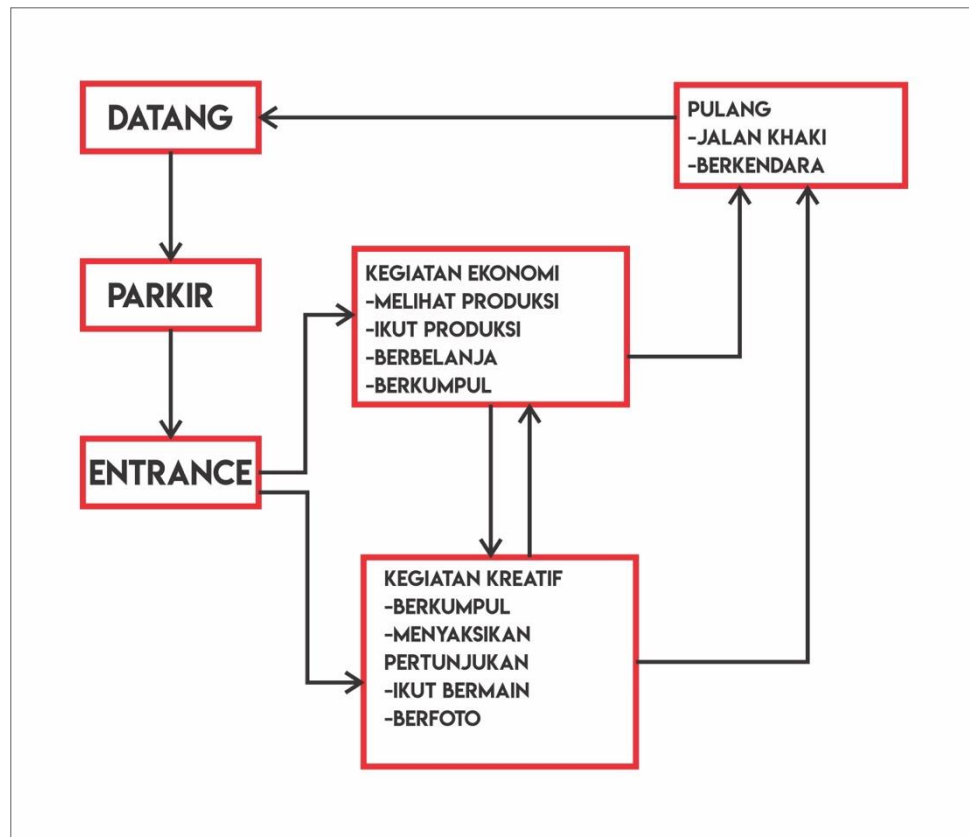 DATANG
PULANG
-JALAN KHAKI
-BERKENDARA
PARKIR
KEGIATAN EKONOMI
-MELIHAT PRODUKSI
-IKUT PRODUKSI
-BERBELANJA
-BERKUMPUL
ENTRANCE
KEGIATAN KREATIF
-BERKUMPUL
-MENYAKSIKAN
PERTUNJUKAN
-IKUT BERMAIN
-BERFOTO